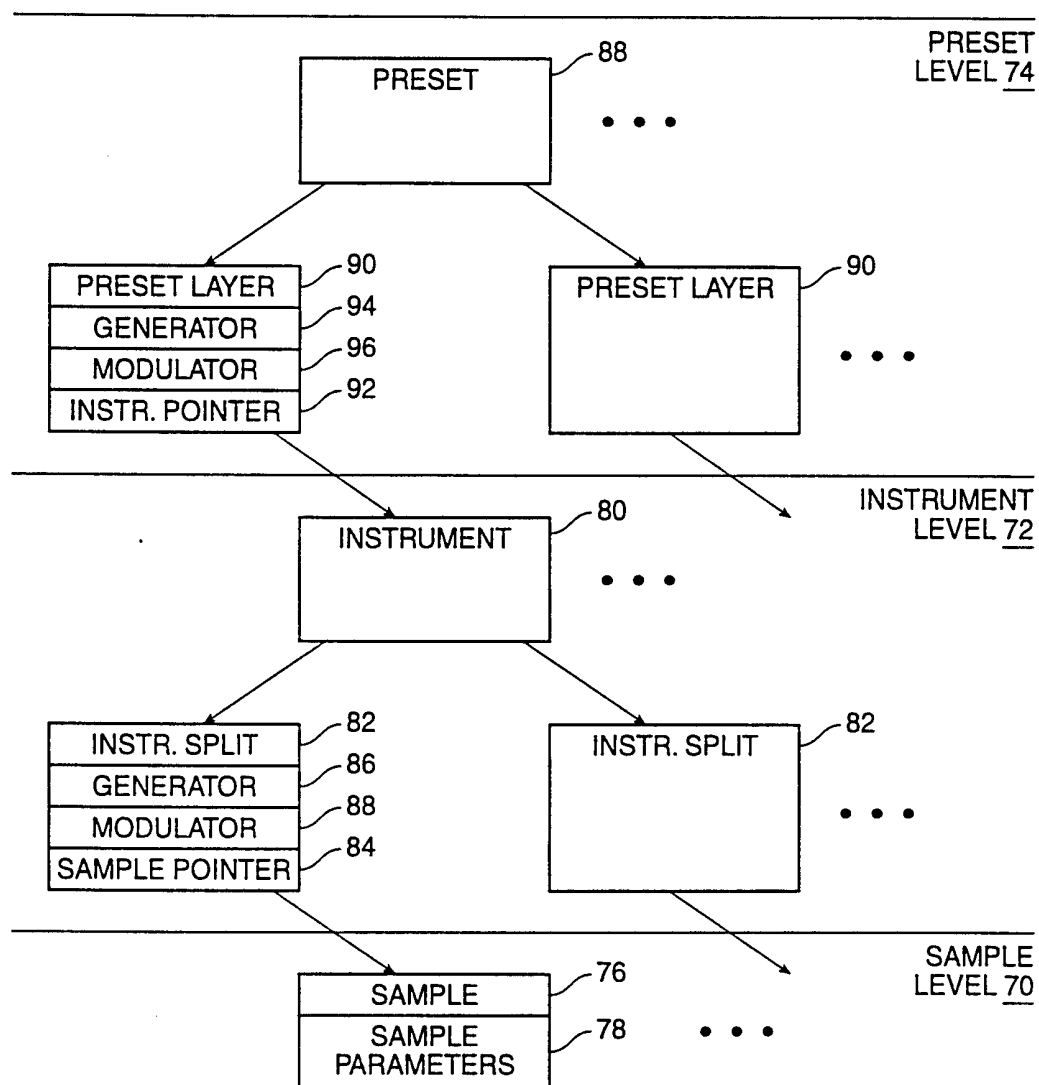 PRESET
LEVEL 74
PRESET
88
PRESET LAYER
90
GENERATOR
94
MODULATOR
96
INSTR. POINTER
92
PRESET LAYER
90
INSTRUMENT
LEVEL 72
INSTRUMENT
80
INSTR. SPLIT
82
GENERATOR
86
MODULATOR
88
SAMPLE POINTER
84
INSTR. SPLIT
82
SAMPLE
LEVEL 70
SAMPLE
76
SAMPLE
PARAMETERS
78